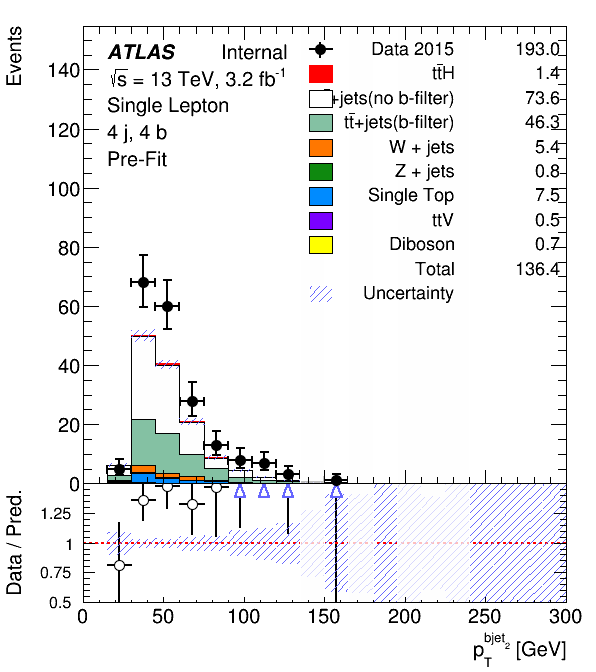 Events
ATLAS Internal
√s = 13 TeV, 3.2 fb⁻¹
Single Lepton
4 j, 4 b
Pre-Fit
Data 2015 193.0
tt̄H 1.4
+jets(no b-filter) 73.6
tt̄+jets(b-filter) 46.3
W + jets 5.4
Z + jets 0.8
Single Top 7.5
ttV 0.5
Diboson 0.7
Total 136.4
Uncertainty
140
120
100
80
60
40
20
0
Data / Pred.
1.25
1
0.75
0.5
0 50 100 150 200 250 300
p_T^{bjet_2} [GeV]